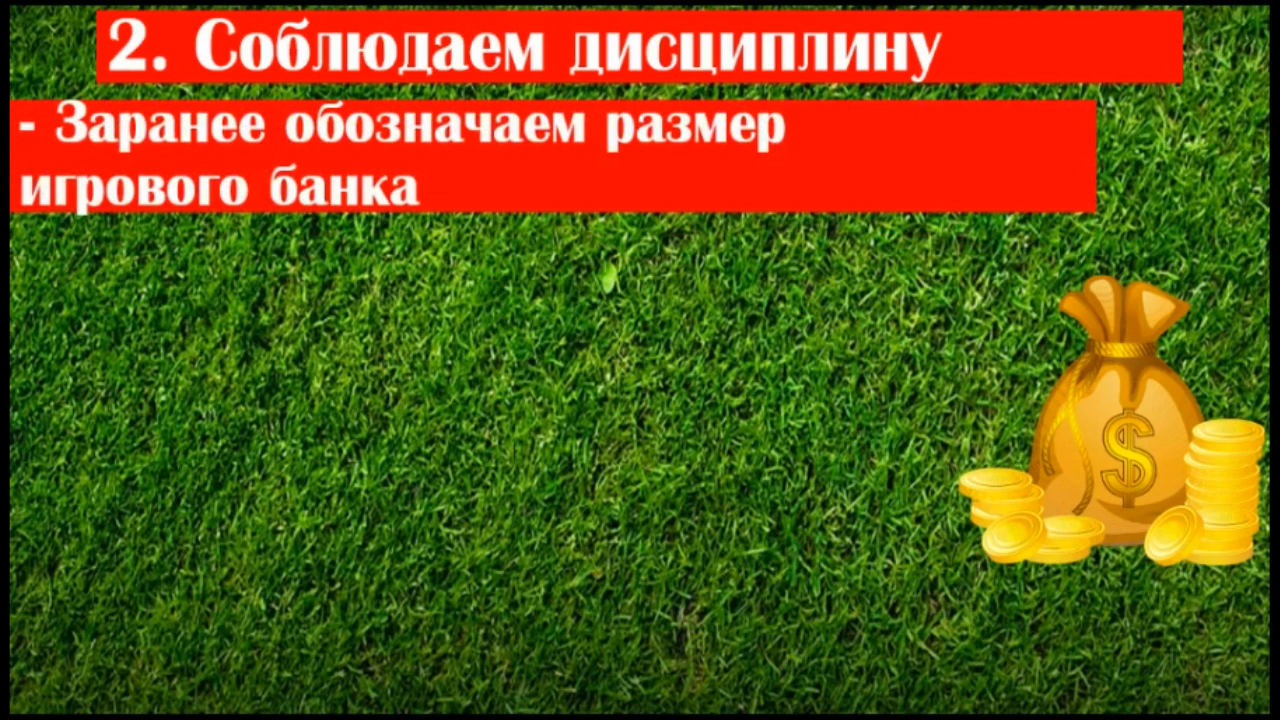 2. Соблюдаем дисциплину
- Заранее обозначаем размер
игрового банка